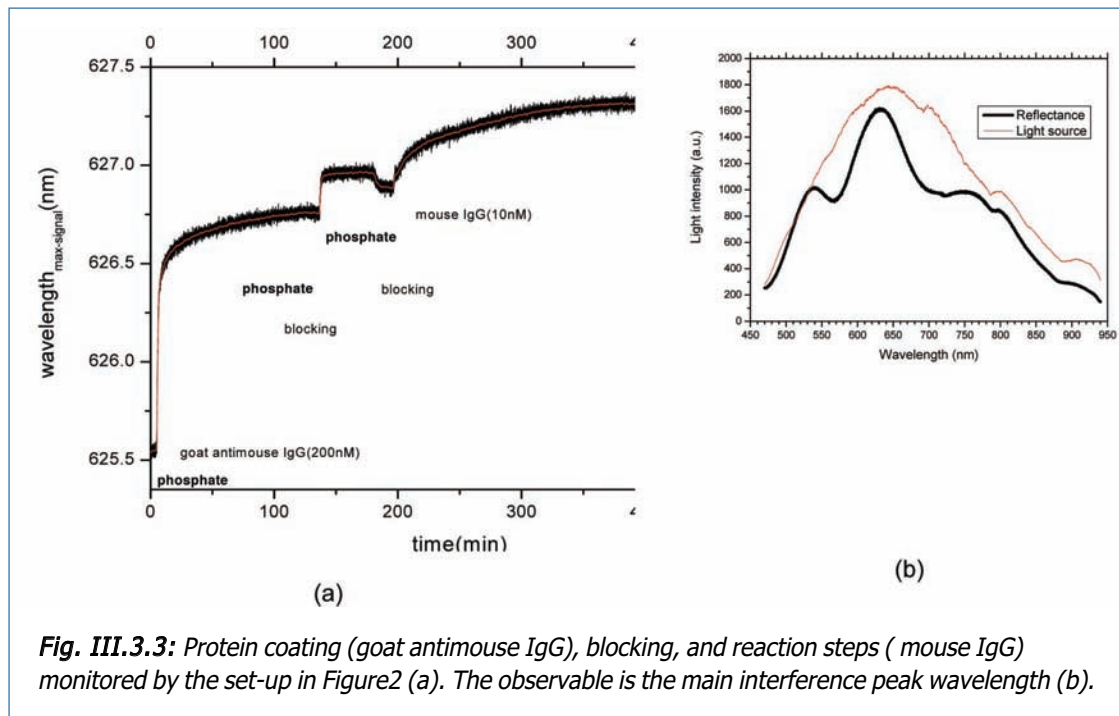 0 100 200 300 4
627.5
627.0
626.5
626.0
625.5
wavelength max-signal (nm)
mouse IgG(10nM)
phosphate
phosphate
blocking
blocking
goat antimouse IgG(200nM)
phosphate
0 100 200 300 4
time(min)
(a)
2000
1800
1600
1400
1200
1000
800
600
400
200
0
Light intensity (a.u.)
Reflectance
Light source
450 500 550 600 650 700 750 800 850 900 950
Wavelength (nm)
(b)
Fig. III.3.3: Protein coating (goat antimouse IgG), blocking, and reaction steps ( mouse IgG)
monitored by the set-up in Figure2 (a). The observable is the main interference peak wavelength (b).